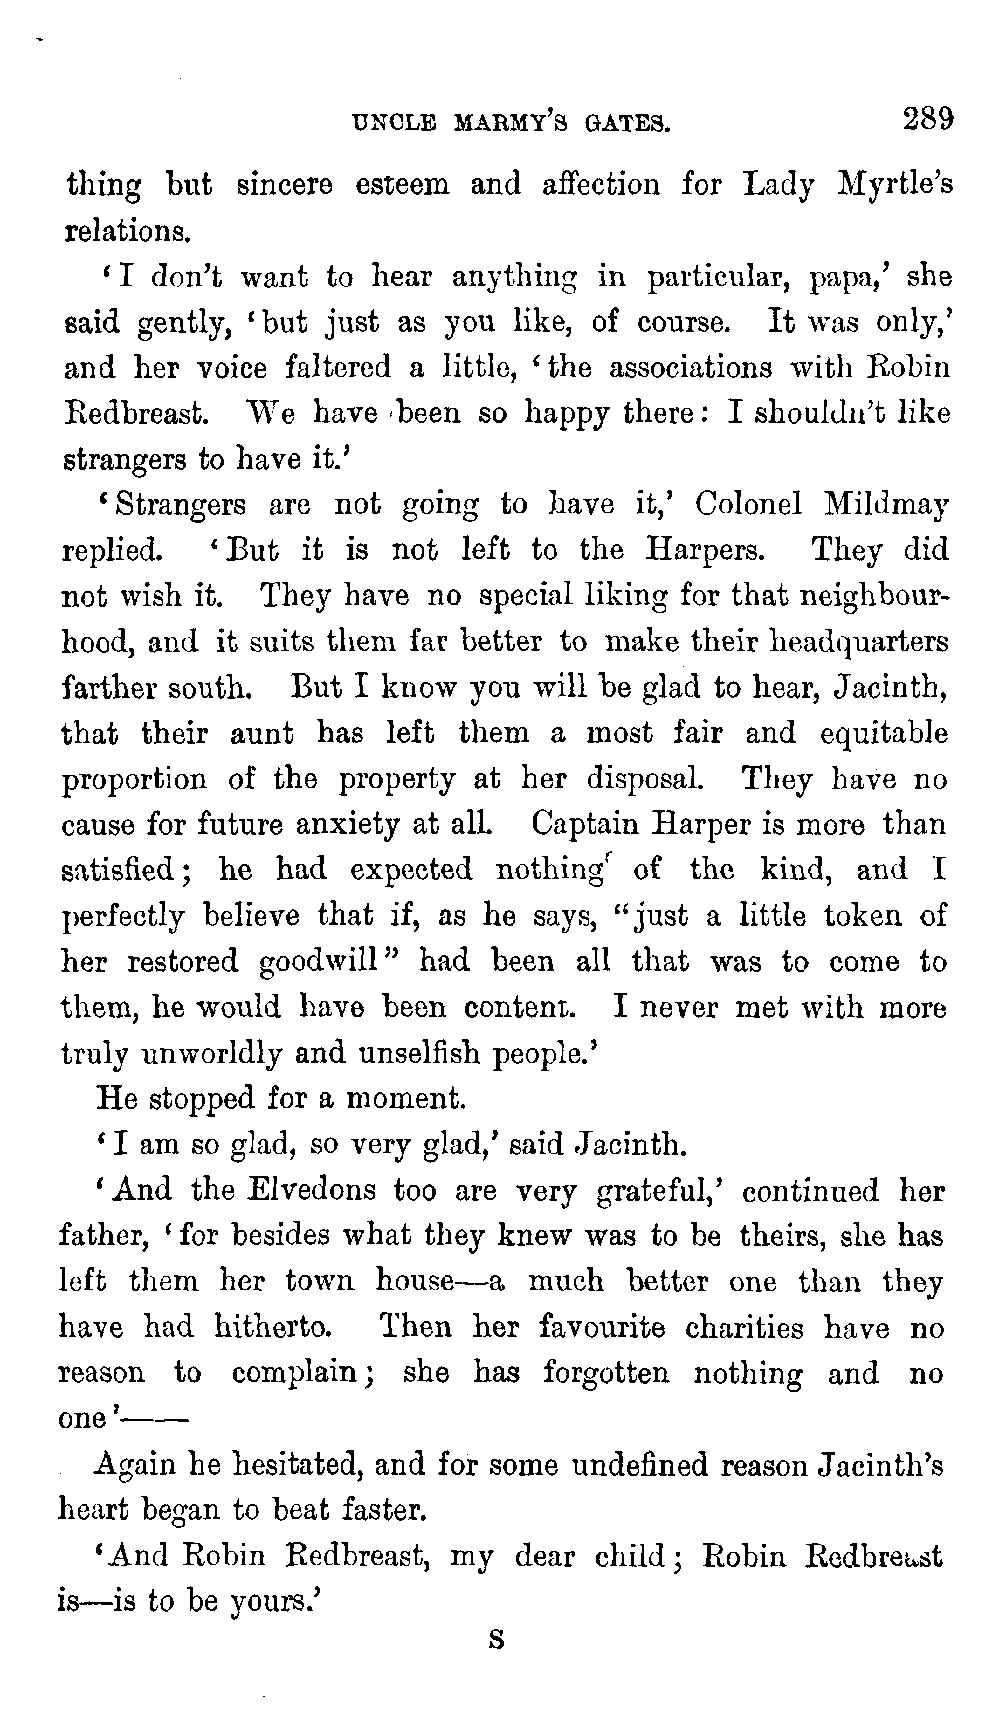 UNCLE MARMY'S GATES. 289
thing but sincere esteem and affection for Lady Myrtle's
relations.
‘I don't want to hear anything in particular, papa,’ she
said gently, ‘but just as you like, of course. It was only,’
and her voice faltered a little, ‘the associations with Robin
Redbreast. We have been so happy there: I shouldn't like
strangers to have it.’
‘Strangers are not going to have it,’ Colonel Mildmay
replied. ‘But it is not left to the Harpers. They did
not wish it. They have no special liking for that neighbour-
hood, and it suits them far better to make their headquarters
farther south. But I know you will be glad to hear, Jacinth,
that their aunt has left them a most fair and equitable
proportion of the property at her disposal. They have no
cause for future anxiety at all. Captain Harper is more than
satisfied; he had expected nothing of the kind, and I
perfectly believe that if, as he says, “just a little token of
her restored goodwill” had been all that was to come to
them, he would have been content. I never met with more
truly unworldly and unselfish people.’
He stopped for a moment.
‘I am so glad, so very glad,’ said Jacinth.
‘And the Elvedons too are very grateful,’ continued her
father, ‘for besides what they knew was to be theirs, she has
left them her town house—a much better one than they
have had hitherto. Then her favourite charities have no
reason to complain; she has forgotten nothing and no
one’——
Again he hesitated, and for some undefined reason Jacinth's
heart began to beat faster.
‘And Robin Redbreast, my dear child; Robin Redbreast
is—is to be yours.’
S